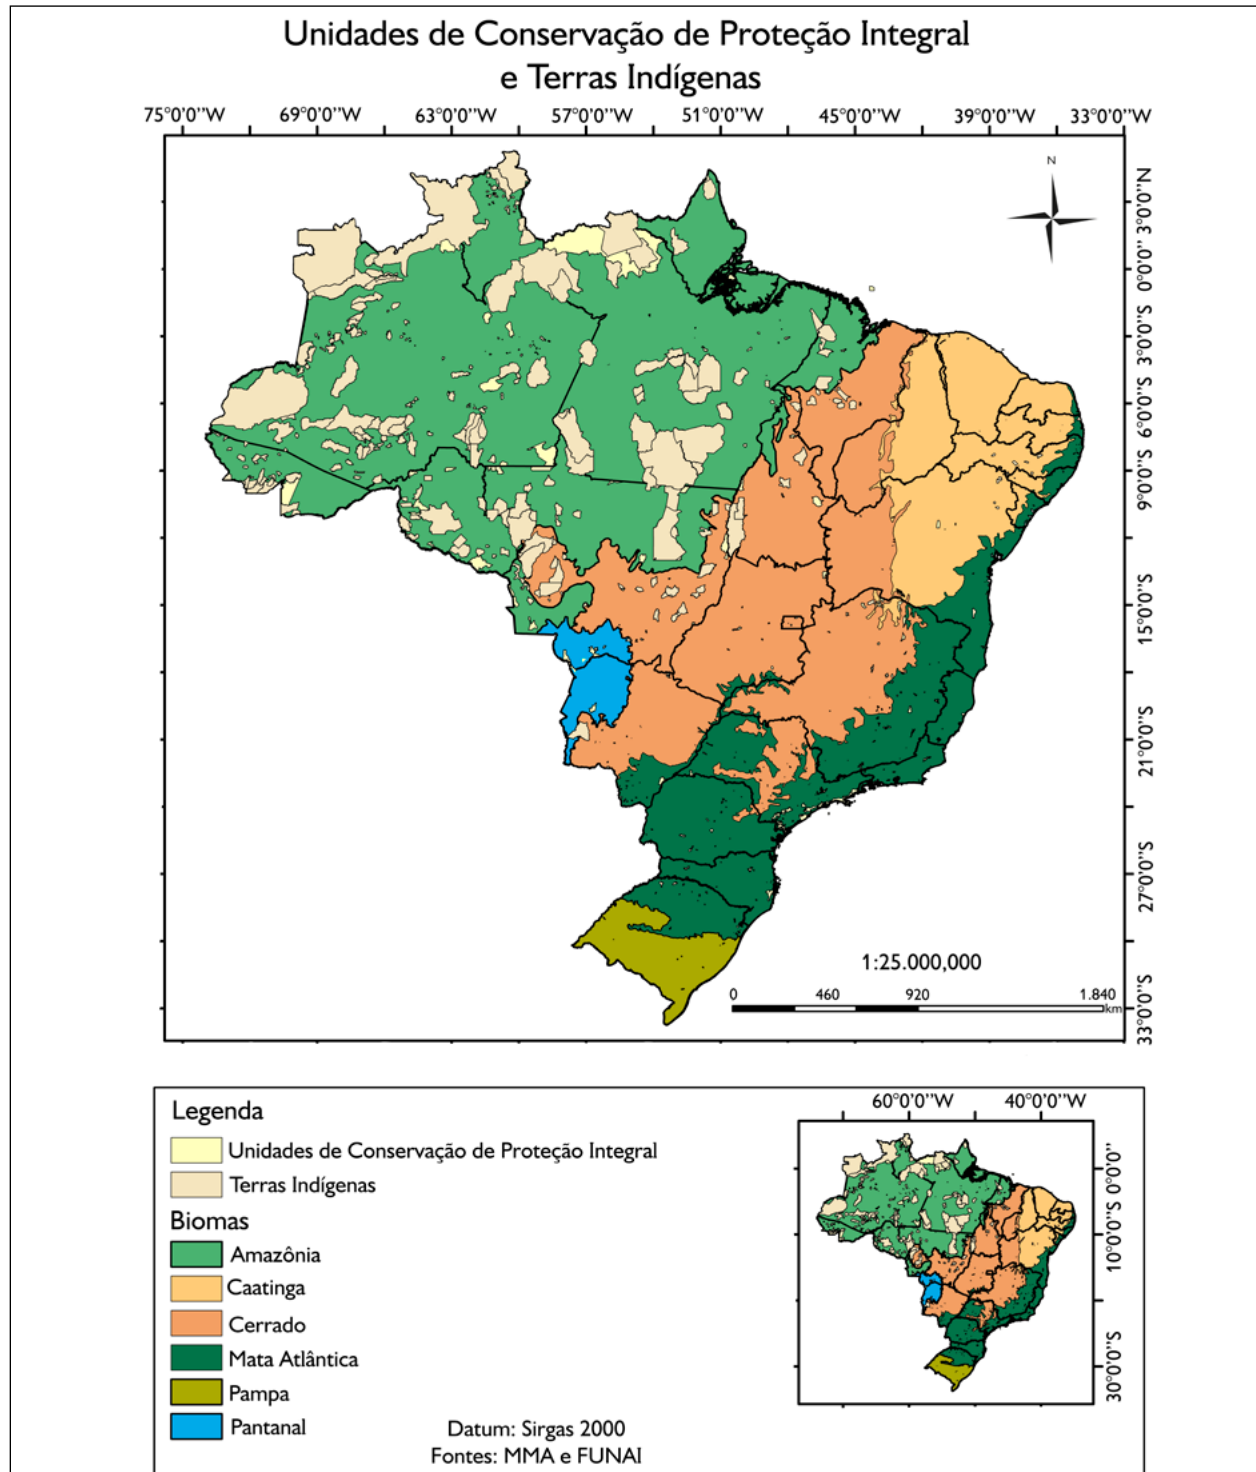 Unidades de Conservação de Proteção Integral
e Terras Indígenas
75°0'0"W 69°0'0"W 63°0'0"W 57°0'0"W 51°0'0"W 45°0'0"W 39°0'0"W 33°0'0"W
N
3°0'0"N
0°0'0"
3°0'0"S
6°0'0"S
9°0'0"S
15°0'0"S
21°0'0"S
27°0'0"S
33°0'0"S
1:25.000,000
0 460 920 1.840
km
Legenda
Unidades de Conservação de Proteção Integral
Terras Indígenas
Biomas
Amazônia
Caatinga
Cerrado
Mata Atlântica
Pampa
Pantanal
Datum: Sirgas 2000
Fontes: MMA e FUNAI
60°0'0"W 40°0'0"W
0°0'0"
10°0'0"S
30°0'0"S